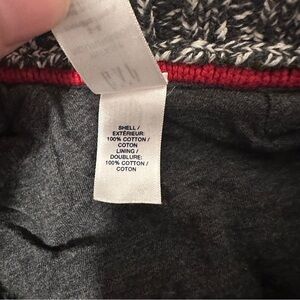 SHELL /
EXTÉRIEUR:
100% COTTON /
COTON
LINING /
DOUBLURE:
100% COTTON /
COTON